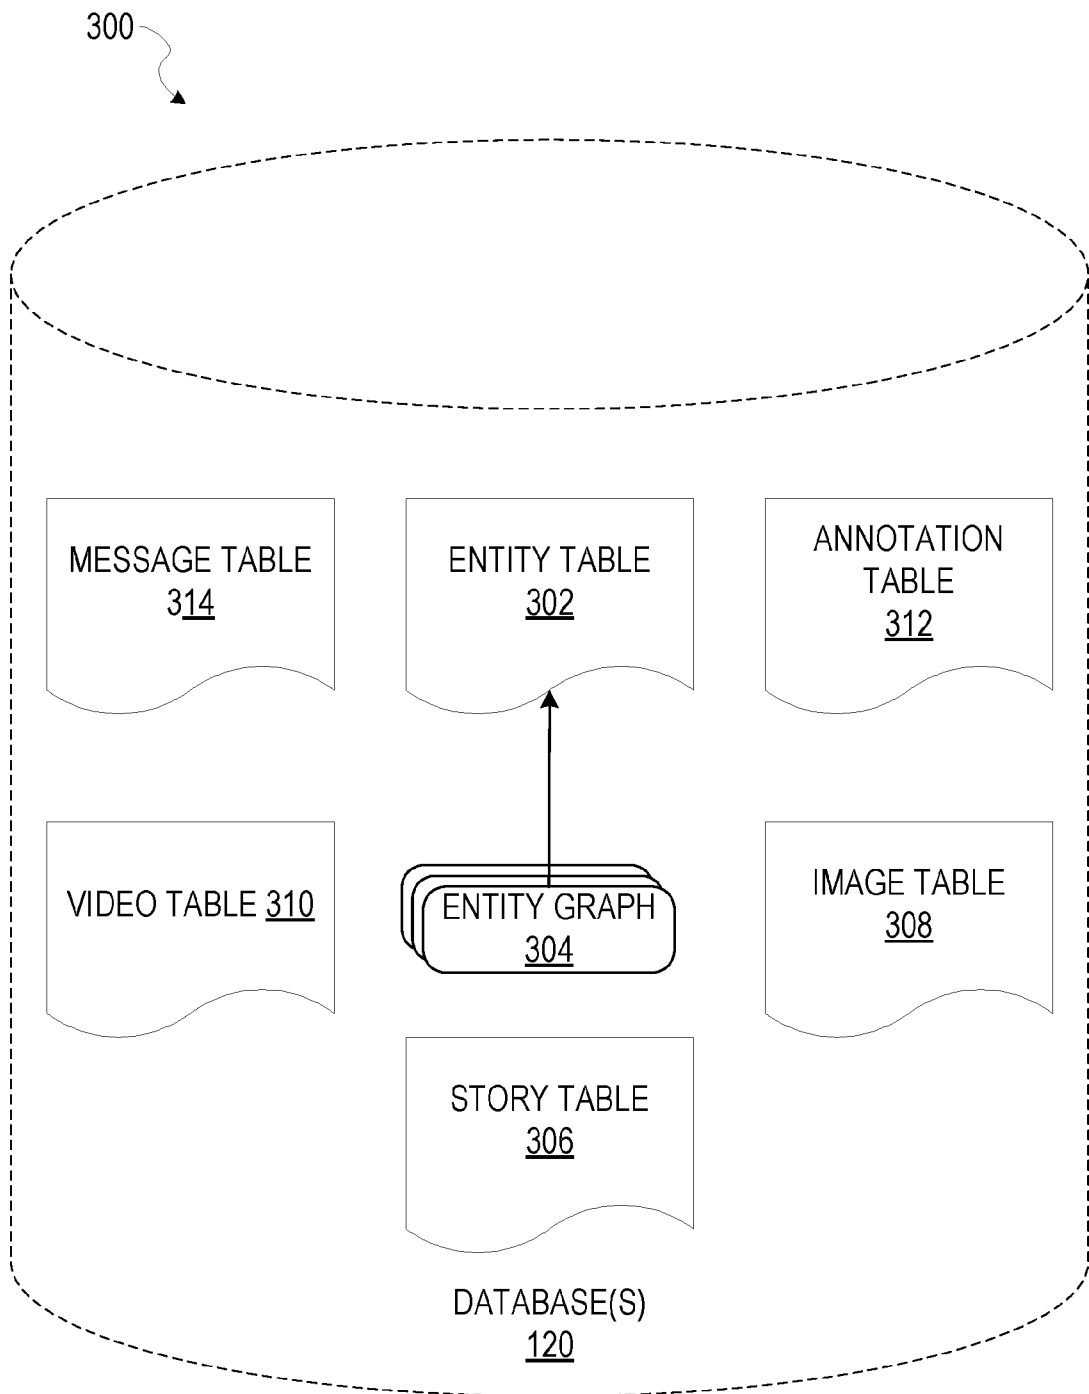 300
MESSAGE TABLE
314
ENTITY TABLE
302
ANNOTATION
TABLE
312
VIDEO TABLE 310
ENTITY GRAPH
304
IMAGE TABLE
308
STORY TABLE
306
DATABASE(S)
120